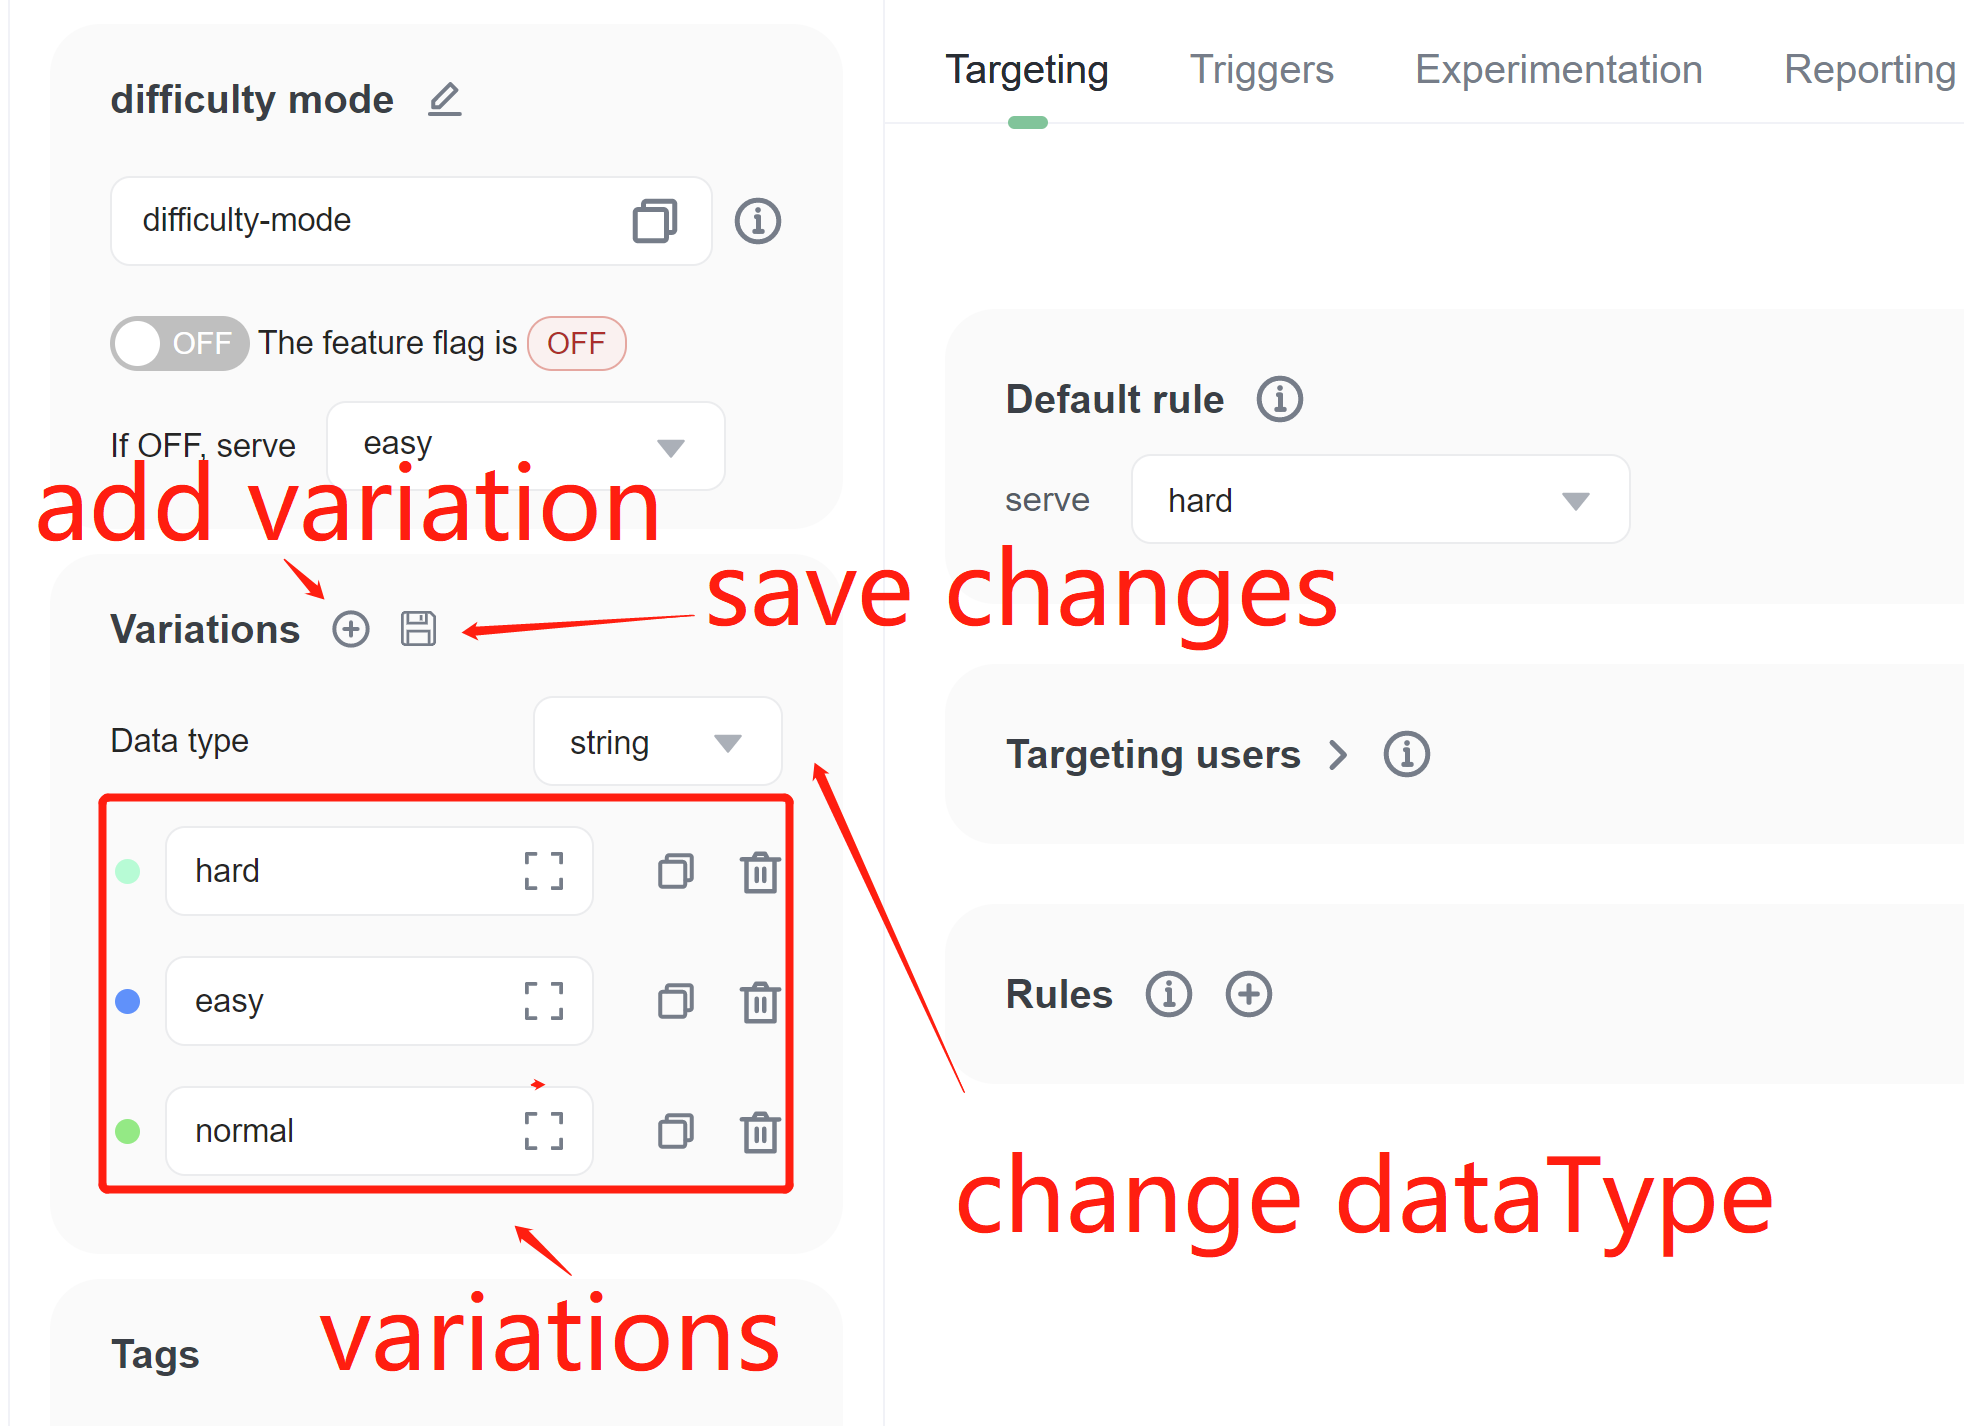 difficulty mode
difficulty-mode
OFF The feature flag is OFF
If OFF, serve easy
add variation
Variations
save changes
Data type string
hard
easy
normal
variations
Tags
Targeting Triggers Experimentation Reporting
Default rule
serve hard
Targeting users
Rules
change dataType